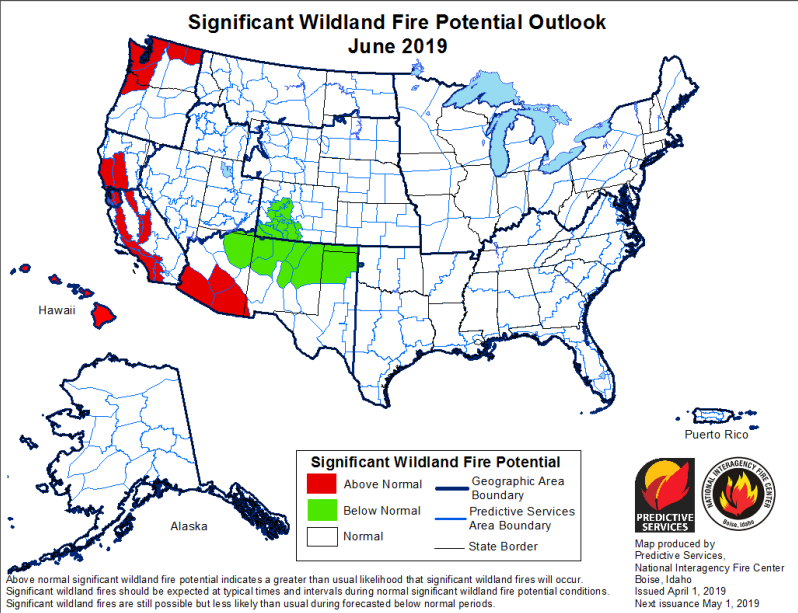 Significant Wildland Fire Potential Outlook
June 2019
Hawaii
Alaska
Puerto Rico
Significant Wildland Fire Potential
Above Normal
Below Normal
Normal
Geographic Area
Boundary
Predictive Services
Area Boundary
State Border
PREDICTIVE
SERVICES
NATIONAL INTERAGENCY FIRE CENTER
Boise, Idaho
Map produced by
Predictive Services,
National Interagency Fire Center
Boise, Idaho
Issued April 1, 2019
Next issuance May 1, 2019
Above normal significant wildland fire potential indicates a greater than usual likelihood that significant wildland fires will occur.
Significant wildland fires should be expected at typical times and intervals during normal significant wildland fire potential conditions.
Significant wildland fires are still possible but less likely than usual during forecasted below normal periods.